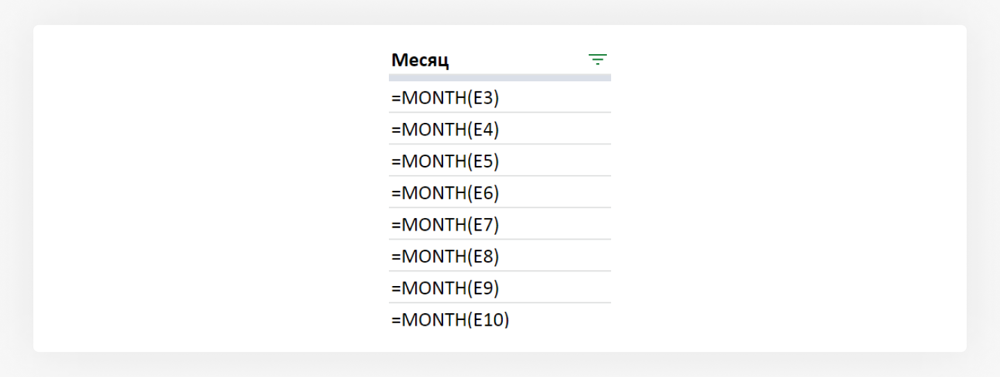 Месяц
=MONTH(E3)
=MONTH(E4)
=MONTH(E5)
=MONTH(E6)
=MONTH(E7)
=MONTH(E8)
=MONTH(E9)
=MONTH(E10)